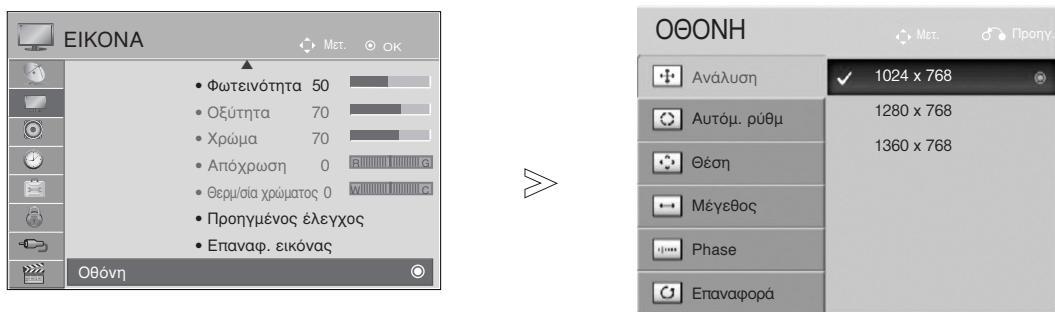 ΕΙΚΟΝΑ
Μετ.
OK
• Φωτεινότητα 50
• Οξύτητα 70
• Χρώμα 70
• Απόχρωση 0 R G
• Θερμ/σία χρώματος 0 W C
• Προηγμένος έλεγχος
• Επαναφ. εικόνας
Οθόνη
ΟΘΟΝΗ
Μετ.
Προηγ.
Ανάλυση
Αυτόμ. ρύθμ
Θέση
Μέγεθος
Phase
Επαναφορά
1024 x 768
1280 x 768
1360 x 768